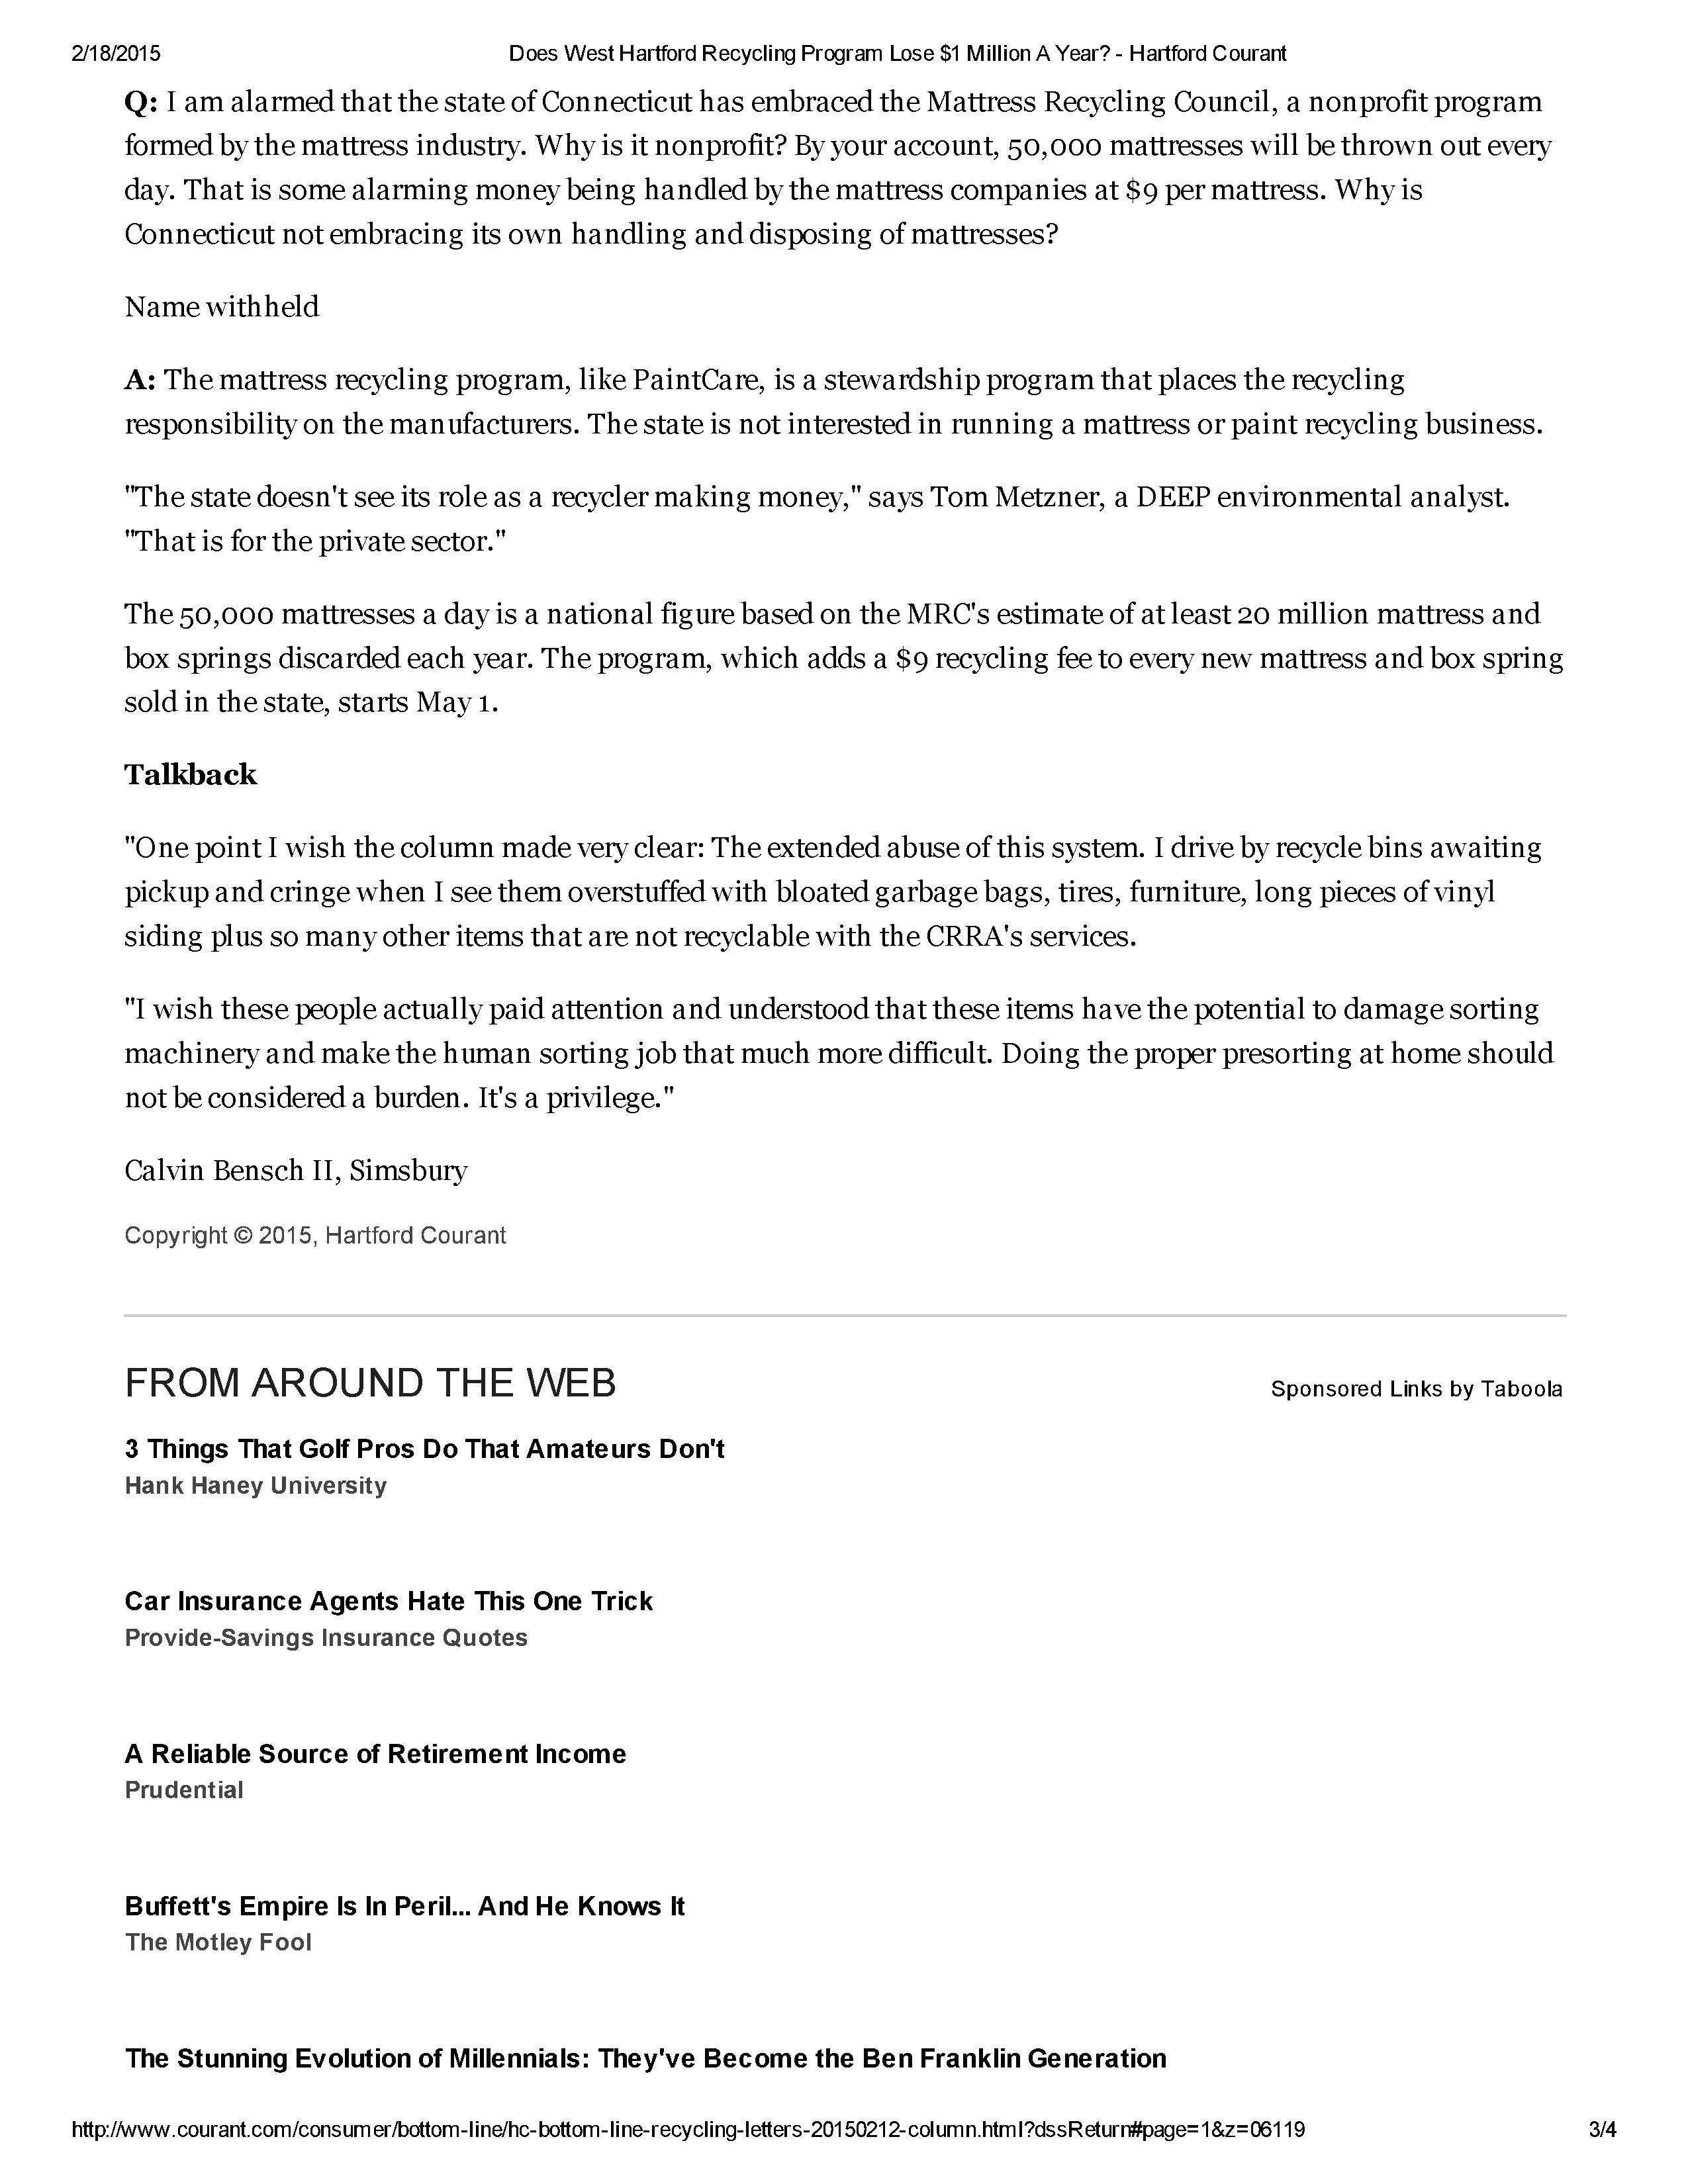 2/18/2015 Does West Hartford Recycling Program Lose $1 Million A Year? - Hartford Courant
Q: I am alarmed that the state of Connecticut has embraced the Mattress Recycling Council, a nonprofit program
formed by the mattress industry. Why is it nonprofit? By your account, 50,000 mattresses will be thrown out every
day. That is some alarming money being handled by the mattress companies at $9 per mattress. Why is
Connecticut not embracing its own handling and disposing of mattresses?
Name withheld
A: The mattress recycling program, like PaintCare, is a stewardship program that places the recycling
responsibility on the manufacturers. The state is not interested in running a mattress or paint recycling business.
"The state doesn't see its role as a recycler making money," says Tom Metzner, a DEEP environmental analyst.
"That is for the private sector."
The 50,000 mattresses a day is a national figure based on the MRC's estimate of at least 20 million mattress and
box springs discarded each year. The program, which adds a $9 recycling fee to every new mattress and box spring
sold in the state, starts May 1.
Talkback
"One point I wish the column made very clear: The extended abuse of this system. I drive by recycle bins awaiting
pickup and cringe when I see them overstuffed with bloated garbage bags, tires, furniture, long pieces of vinyl
siding plus so many other items that are not recyclable with the CRRA's services.
"I wish these people actually paid attention and understood that these items have the potential to damage sorting
machinery and make the human sorting job that much more difficult. Doing the proper presorting at home should
not be considered a burden. It's a privilege."
Calvin Bensch II, Simsbury
Copyright © 2015, Hartford Courant
FROM AROUND THE WEB Sponsored Links by Taboola
3 Things That Golf Pros Do That Amateurs Don't
Hank Haney University
Car Insurance Agents Hate This One Trick
Provide-Savings Insurance Quotes
A Reliable Source of Retirement Income
Prudential
Buffett's Empire Is In Peril... And He Knows It
The Motley Fool
The Stunning Evolution of Millennials: They've Become the Ben Franklin Generation
http://www.courant.com/consumer/bottom-line/hc-bottom-line-recycling-letters-20150212-column.html?dssReturn#page=1&z=06119 3/4